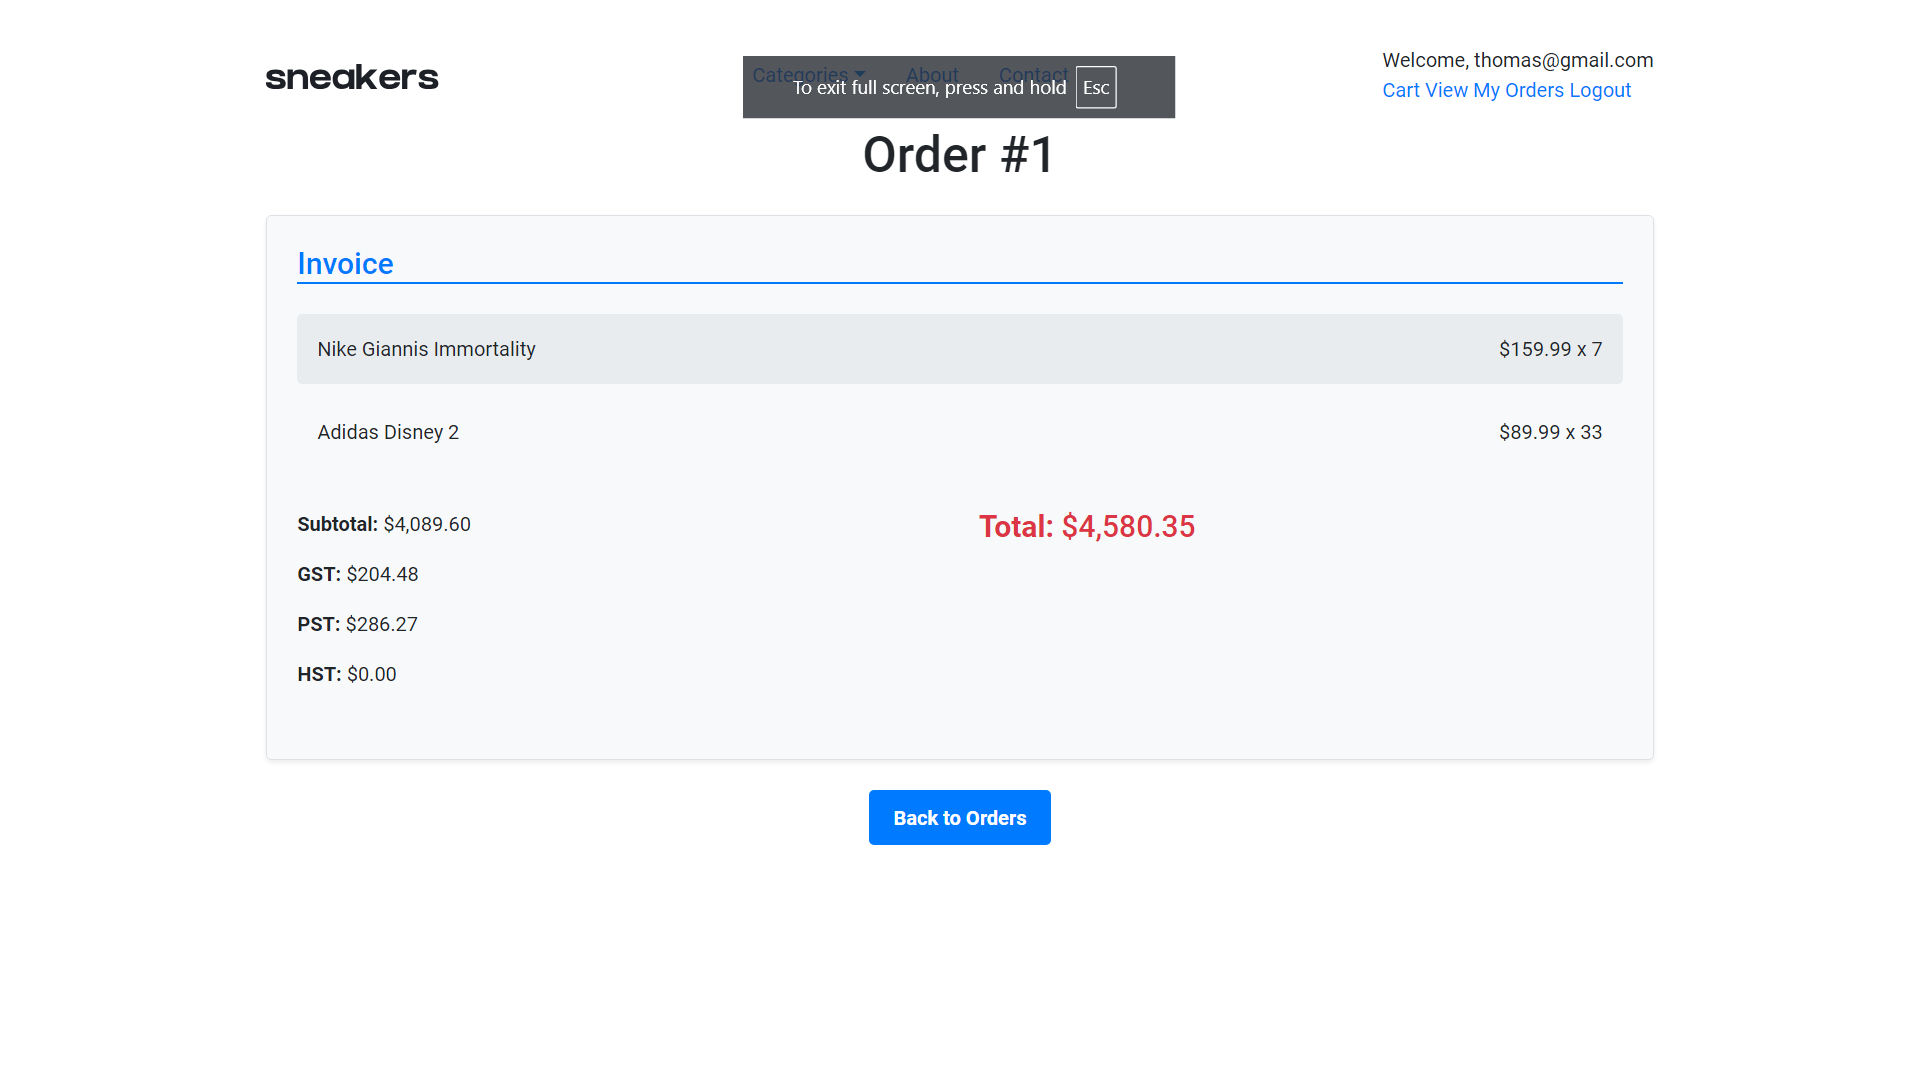 sneakers
Categories About Contact
To exit full screen, press and hold Esc
Welcome, thomas@gmail.com
Cart View My Orders Logout
Order #1
Invoice
Nike Giannis Immortality $159.99 x 7
Adidas Disney 2 $89.99 x 33
Subtotal: $4,089.60
Total: $4,580.35
GST: $204.48
PST: $286.27
HST: $0.00
Back to Orders